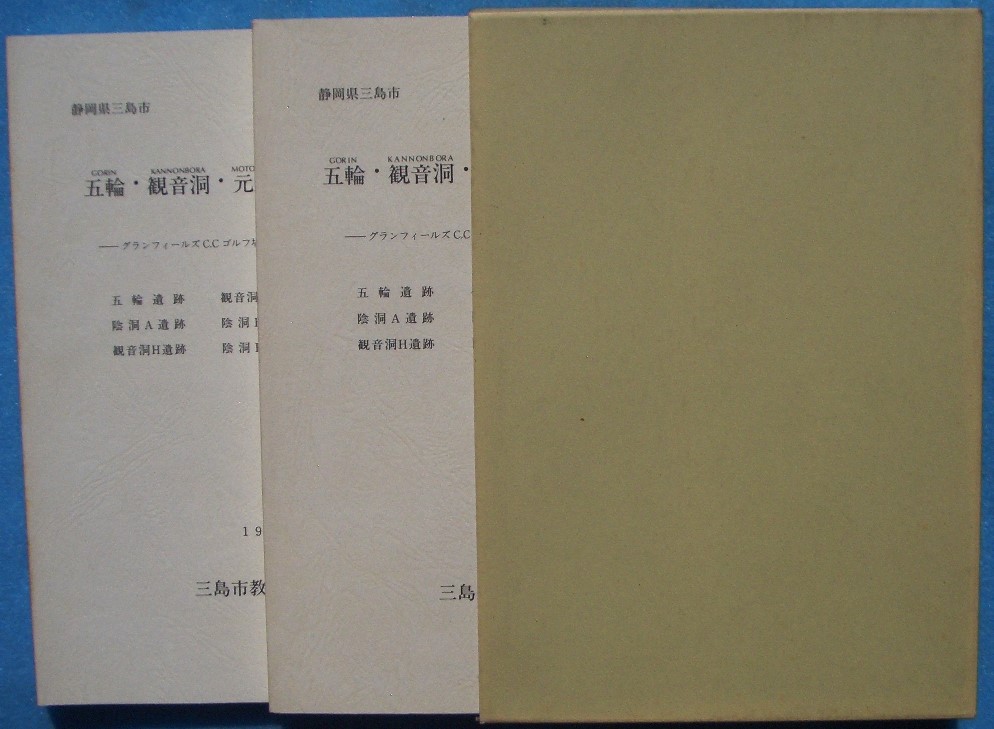 静岡県三島市
GORIN KANNONBORA MOTO
五輪・観音洞・元
——グランフィールズC.Cゴルフ場
五輪遺跡 観音洞
陰洞A遺跡 陰洞
観音洞H遺跡 陰洞
19
三島市教
静岡県三島市
GORIN KANNONBORA
五輪・観音洞・
——グランフィールズC.C
五輪遺跡
陰洞A遺跡
観音洞H遺跡
三島